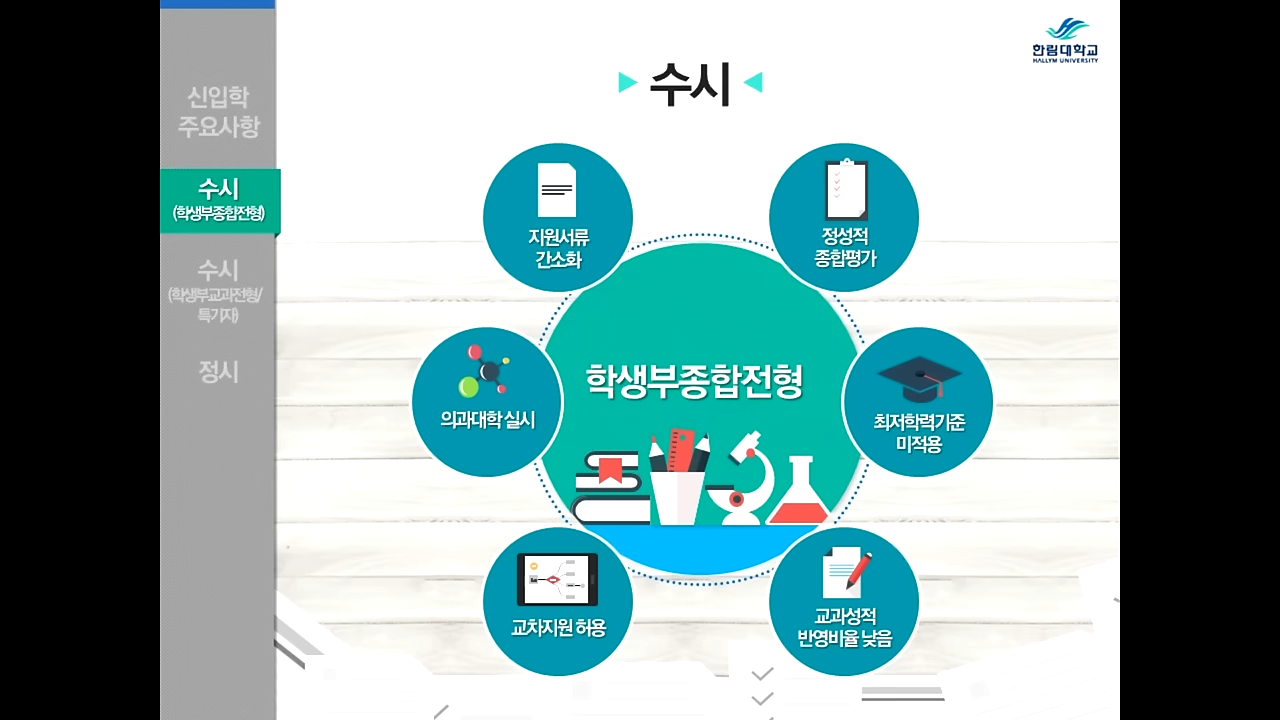 한림대학교
HALLYM UNIVERSITY
수시
신입학
주요사항
수시
(학생부종합전형)
수시
(학생부교과전형/
특기자)
정시
지원서류
간소화
정성적
종합평가
학생부종합전형
의과대학 실시
최저학력기준
미적용
교차지원 허용
교과성적
반영비율 낮음